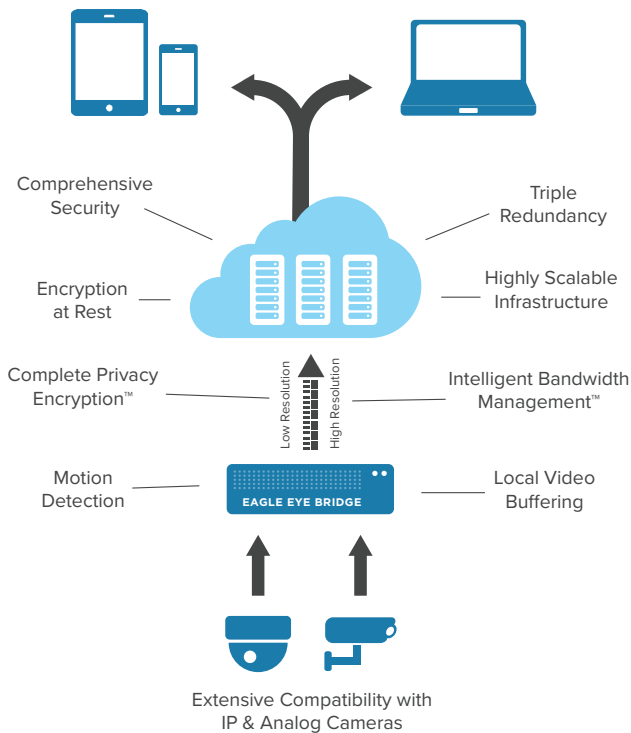 Comprehensive
Security
Triple
Redundancy
Encryption
at Rest
Highly Scalable
Infrastructure
Complete Privacy
Encryption™
Low Resolution
High Resolution
Intelligent Bandwidth
Management™
Motion
Detection
EAGLE EYE BRIDGE
Local Video
Buffering
Extensive Compatibility with
IP & Analog Cameras